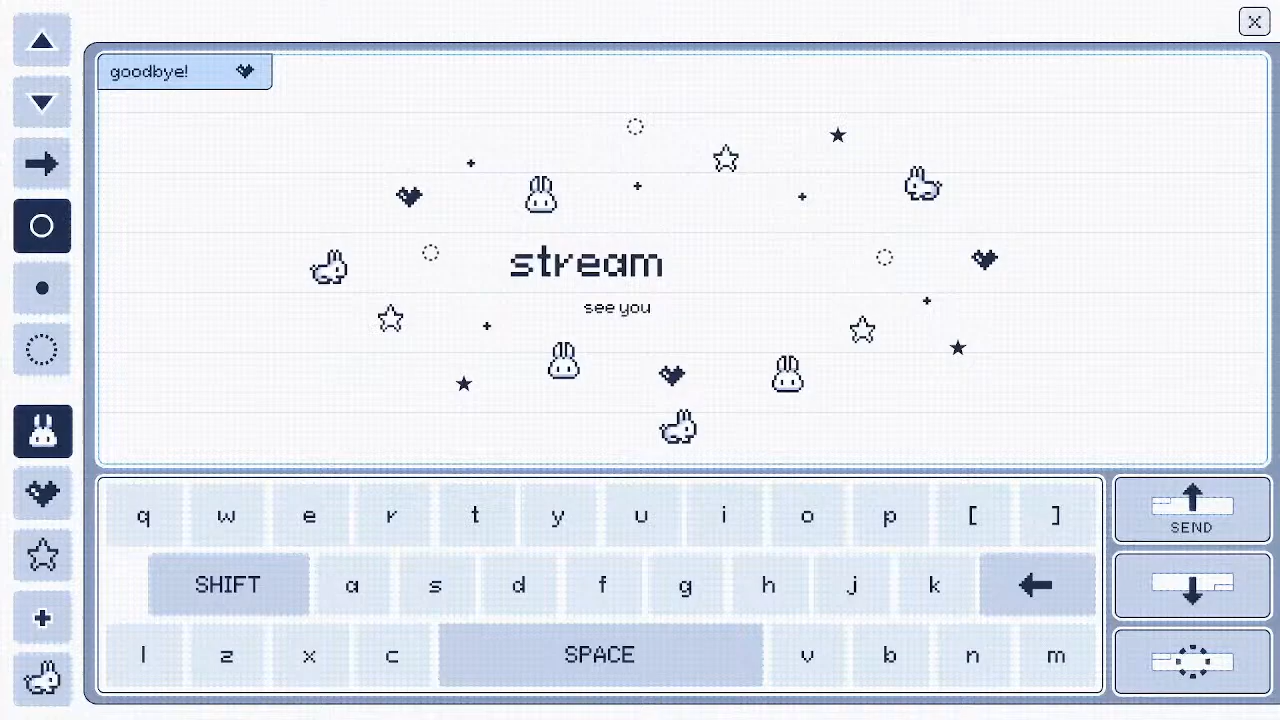 goodbye!
stream
see you
q w e r t y u i o p [ ]
SHIFT a s d f g h j k
l z x c SPACE v b n m
SEND